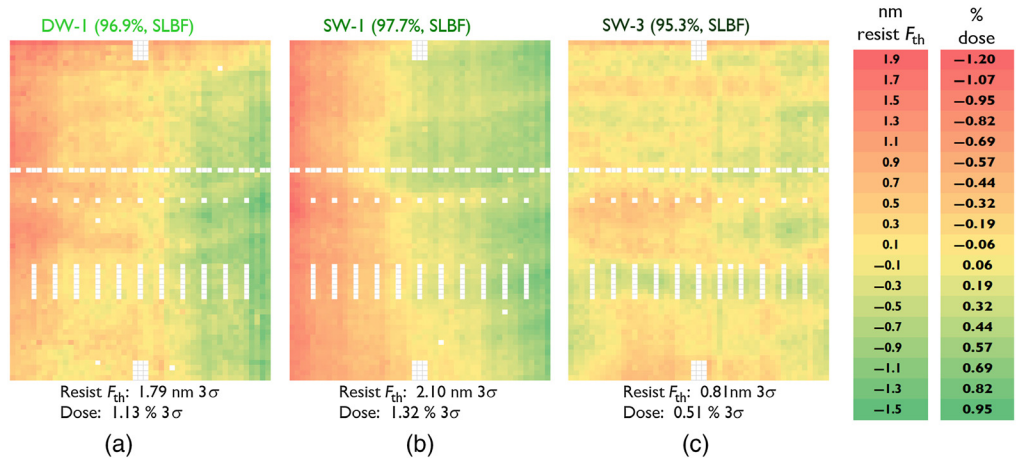 DW-1 (96.9%, SLBF)
SW-1 (97.7%, SLBF)
SW-3 (95.3%, SLBF)
nm
resist Fth
%
dose
1.9 −1.20
1.7 −1.07
1.5 −0.95
1.3 −0.82
1.1 −0.69
0.9 −0.57
0.7 −0.44
0.5 −0.32
0.3 −0.19
0.1 −0.06
−0.1 0.06
−0.3 0.19
−0.5 0.32
−0.7 0.44
−0.9 0.57
−1.1 0.69
−1.3 0.82
−1.5 0.95
Resist Fth: 1.79 nm 3σ
Dose: 1.13 % 3σ
(a)
Resist Fth: 2.10 nm 3σ
Dose: 1.32 % 3σ
(b)
Resist Fth: 0.81nm 3σ
Dose: 0.51 % 3σ
(c)